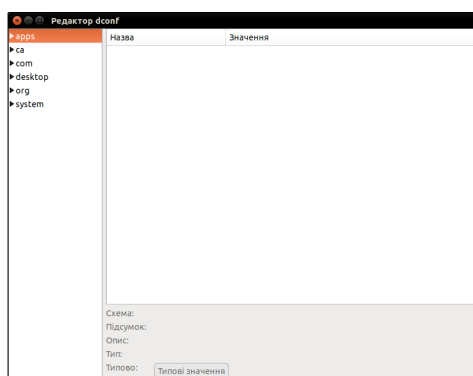 Редактор dconf
apps
ca
com
desktop
org
system
Назва Значення
Схема:
Підсумок:
Опис:
Тип:
Типово:
Типові значення